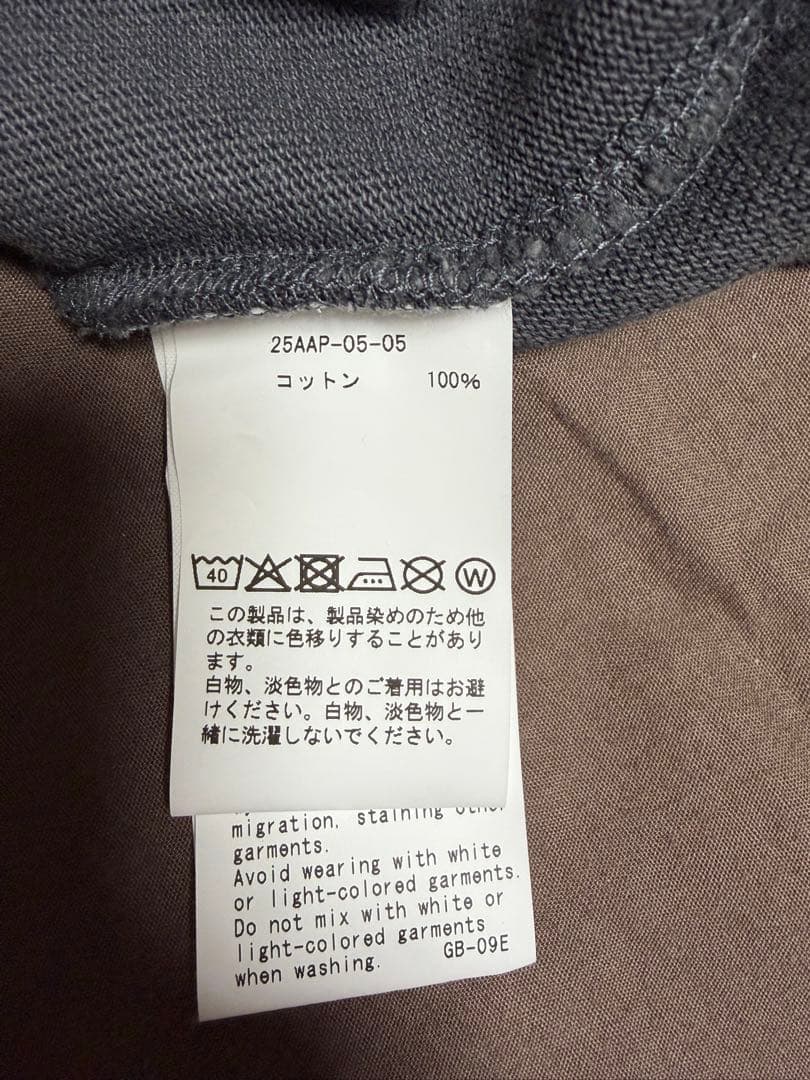 25AAP-05-05
コットン 100%
40
W
この製品は、製品染めのため他
の衣類に色移りすることがあり
ます。
白物、淡色物とのご着用はお避
けください。白物、淡色物と一
緒に洗濯しないでください。
migration, staining other
garments.
Avoid wearing with white
or light-colored garments.
Do not mix with white or
light-colored garments
when washing.
GB-09E